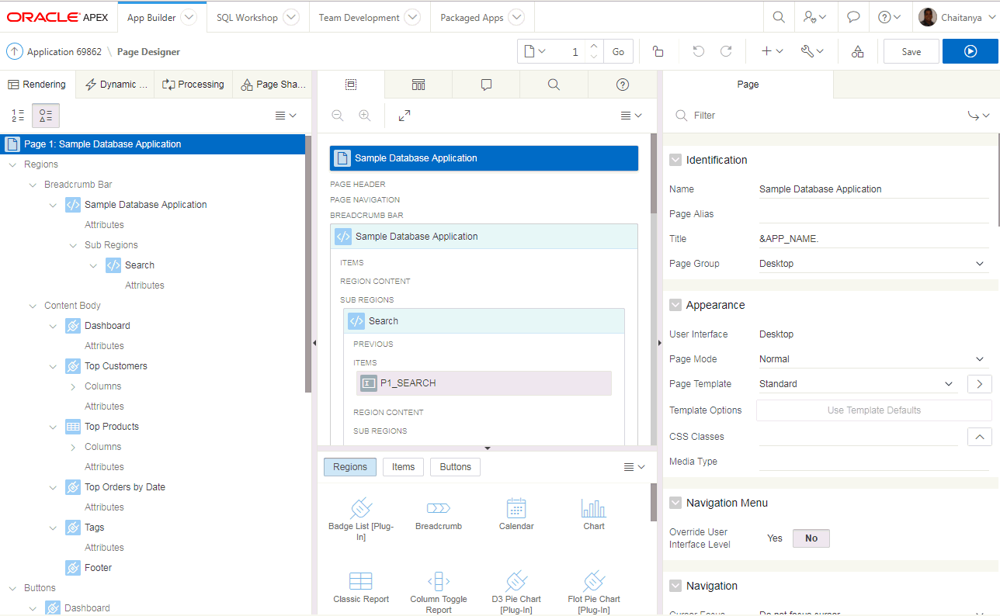 ORACLE APEX App Builder SQL Workshop Team Development Packaged Apps Chaitanya
Application 69862 \ Page Designer 1 Go Save
Rendering Dynamic ... Processing Page Sha...
Page 1: Sample Database Application
Regions
Breadcrumb Bar
Sample Database Application
Attributes
Sub Regions
Search
Attributes
Content Body
Dashboard
Attributes
Top Customers
Columns
Attributes
Top Products
Columns
Attributes
Top Orders by Date
Attributes
Tags
Attributes
Footer
Buttons
Dashboard
Sample Database Application
PAGE HEADER
PAGE NAVIGATION
BREADCRUMB BAR
Sample Database Application
ITEMS
REGION CONTENT
SUB REGIONS
Search
PREVIOUS
ITEMS
P1_SEARCH
REGION CONTENT
SUB REGIONS
Regions Items Buttons
Badge List [Plug-In] Breadcrumb Calendar Chart
Classic Report Column Toggle Report D3 Pie Chart [Plug-In] Flot Pie Chart [Plug-In]
Page
Filter
Identification
Name Sample Database Application
Page Alias
Title &APP_NAME.
Page Group Desktop
Appearance
User Interface Desktop
Page Mode Normal
Page Template Standard
Template Options Use Template Defaults
CSS Classes
Media Type
Navigation Menu
Override User Interface Level Yes No
Navigation
Cursor Focus Do not focus cursor